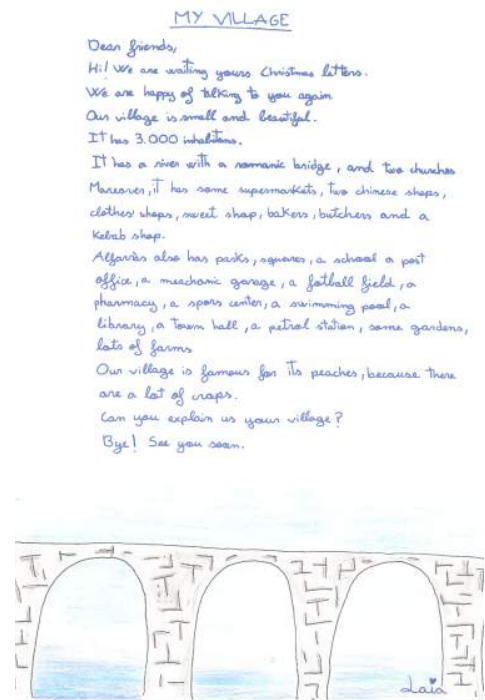 MY VILLAGE
Dear friends,
Hi! We are waiting yours Christmas letters.
We are happy of talking to you again
Our village is small and beautiful.
It has 3.000 inhabitans.
It has a river with a romanic bridge, and two churches
Moreover, it has some supermarkets, two chinese shops,
clothes' shops, sweet shop, bakers, butchers and a
Kebab shop.
Alfarràs also has parks, squares, a school a post
office, a meachanic garage, a fotball field, a
pharmacy, a spors center, a swimming pool, a
library, a town hall, a petrol station, some gardens,
lots of farms
Our village is famous for its peaches, because there
are a lot of craps.
Can you explain us your village?
Bye! See you soon.
Laia